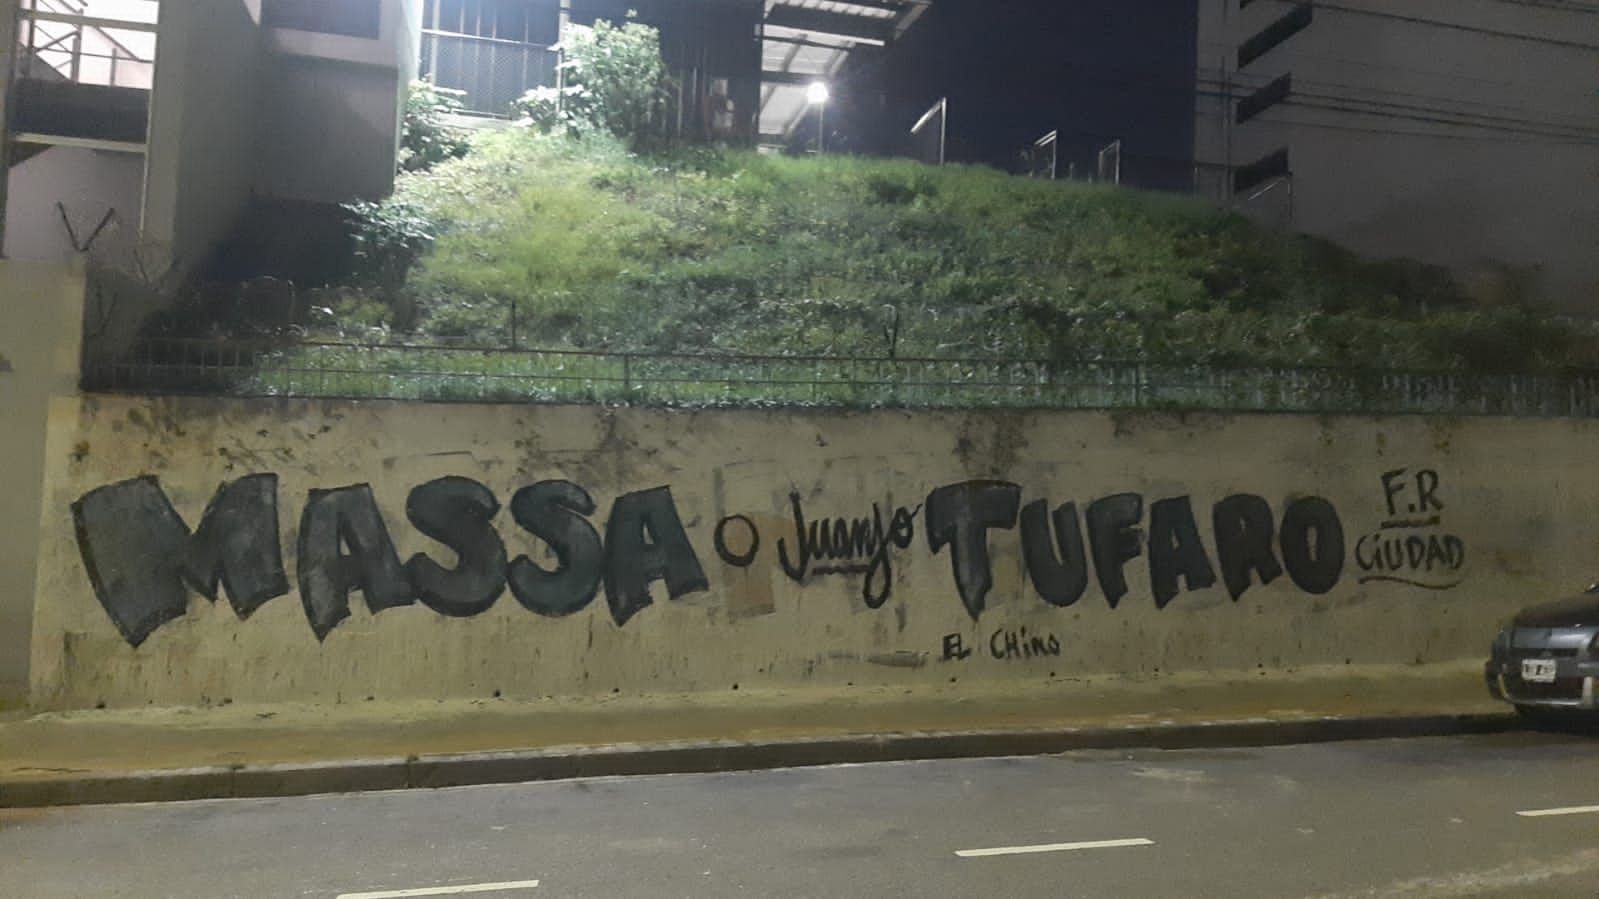 MASSA O Juanjo TUFARO
F.R
CiUDAD
EL CHiNO